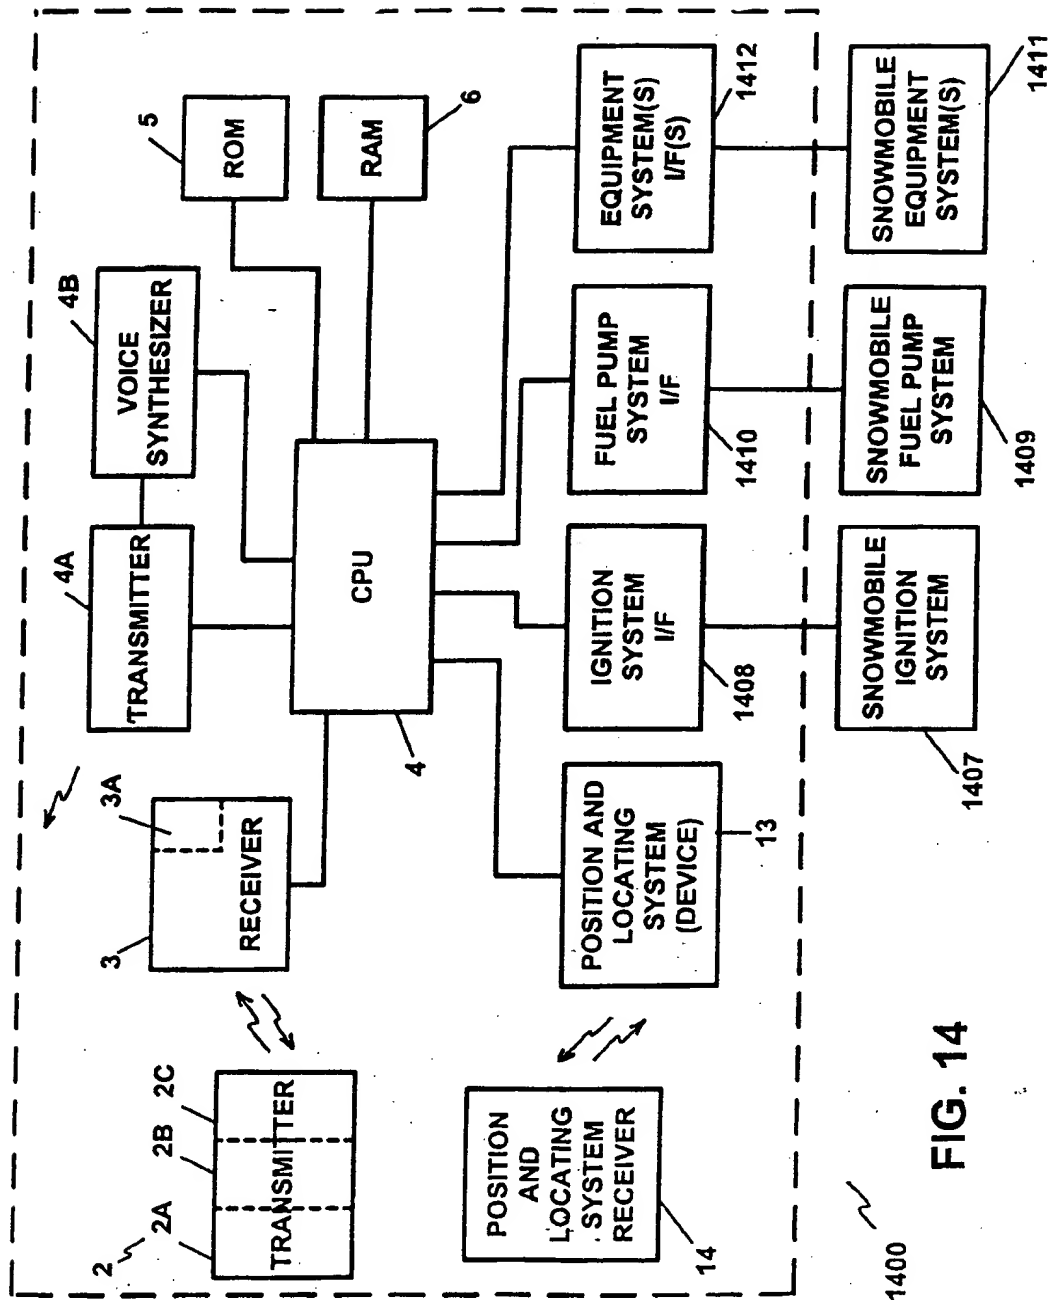 2
2A
2B
2C
TRANSMITTER
3
3A
RECEIVER
4A
TRANSMITTER
4B
VOICE
SYNTHESIZER
5
ROM
6
RAM
CPU
4
POSITION
AND
LOCATING
SYSTEM
RECEIVER
14
POSITION AND
LOCATING
SYSTEM
(DEVICE)
13
IGNITION
SYSTEM
I/F
1408
FUEL PUMP
SYSTEM
I/F
1410
EQUIPMENT
SYSTEM(S)
I/F(S)
1412
SNOWMOBILE
IGNITION
SYSTEM
1407
SNOWMOBILE
FUEL PUMP
SYSTEM
1409
SNOWMOBILE
EQUIPMENT
SYSTEM(S)
1411
1400
FIG. 14